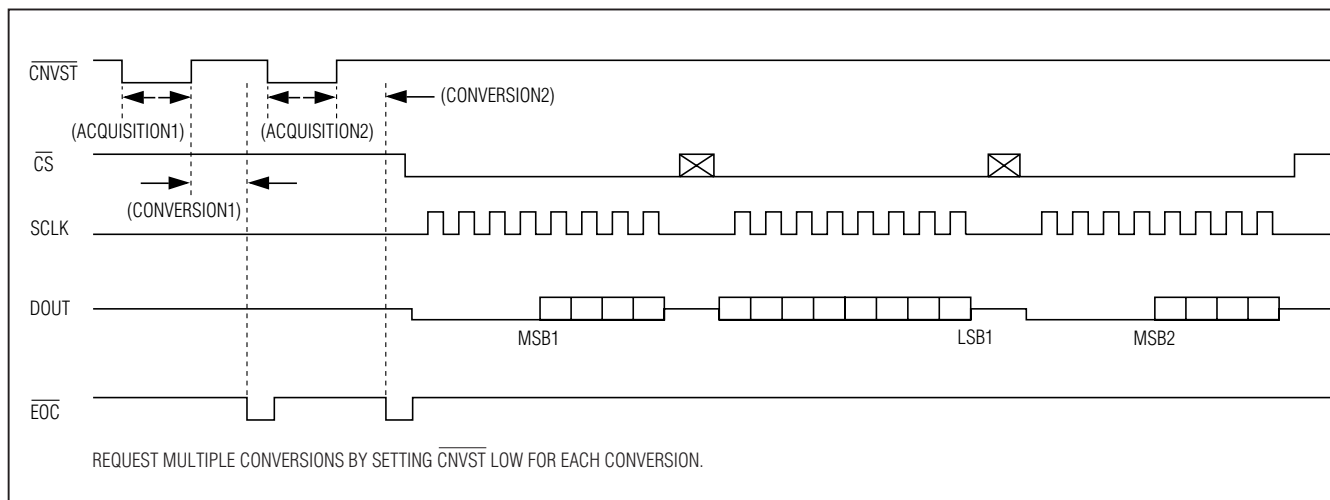 CNVST
(CONVERSION2)
(ACQUISITION1)
(ACQUISITION2)
CS
(CONVERSION1)
SCLK
DOUT
MSB1
LSB1
MSB2
EOC
REQUEST MULTIPLE CONVERSIONS BY SETTING CNVST LOW FOR EACH CONVERSION.